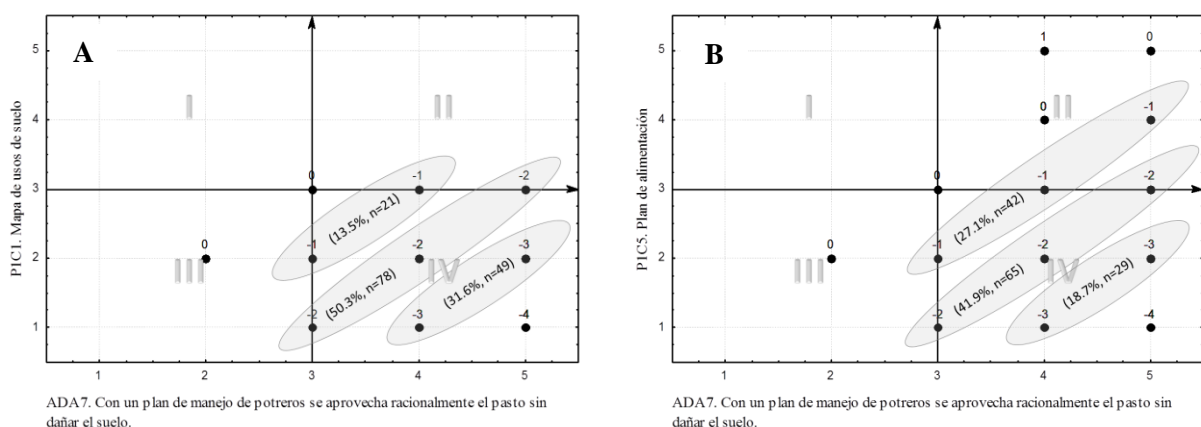 A
PIC1. Mapa de usos de suelo
5
4
3
2
1
I
II
III
IV
0
-1
-2
(13.5%, n=21)
0
-1
-2
-3
(50.3%, n=78)
(31.6%, n=49)
-2
-3
-4
1
2
3
4
5
ADA7. Con un plan de manejo de potreros se aprovecha racionalmente el pasto sin
dañar el suelo.
B
PIC5. Plan de alimentación
5
4
3
2
1
1
0
I
II
0
-1
0
-1
-2
(27.1%, n=42)
0
-1
-2
-3
III
IV
(41.9%, n=65)
(18.7%, n=29)
-2
-3
-4
1
2
3
4
5
ADA7. Con un plan de manejo de potreros se aprovecha racionalmente el pasto sin
dañar el suelo.